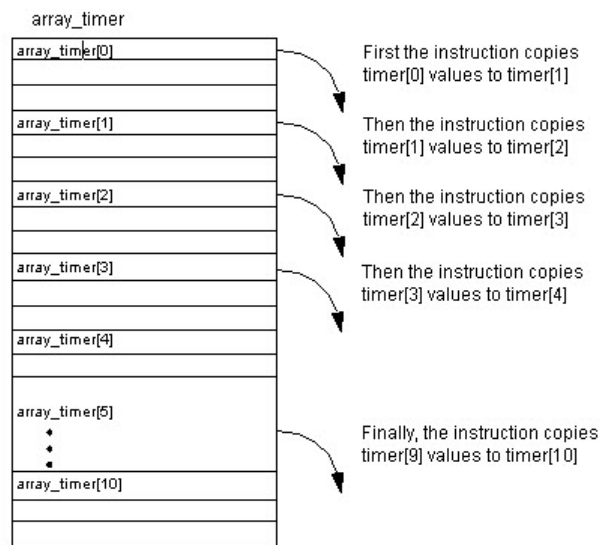 array_timer
array_timer[0]
First the instruction copies
timer[0] values to timer[1]
array_timer[1]
Then the instruction copies
timer[1] values to timer[2]
array_timer[2]
Then the instruction copies
timer[2] values to timer[3]
array_timer[3]
Then the instruction copies
timer[3] values to timer[4]
array_timer[4]
array_timer[5]
Finally, the instruction copies
timer[9] values to timer[10]
array_timer[10]